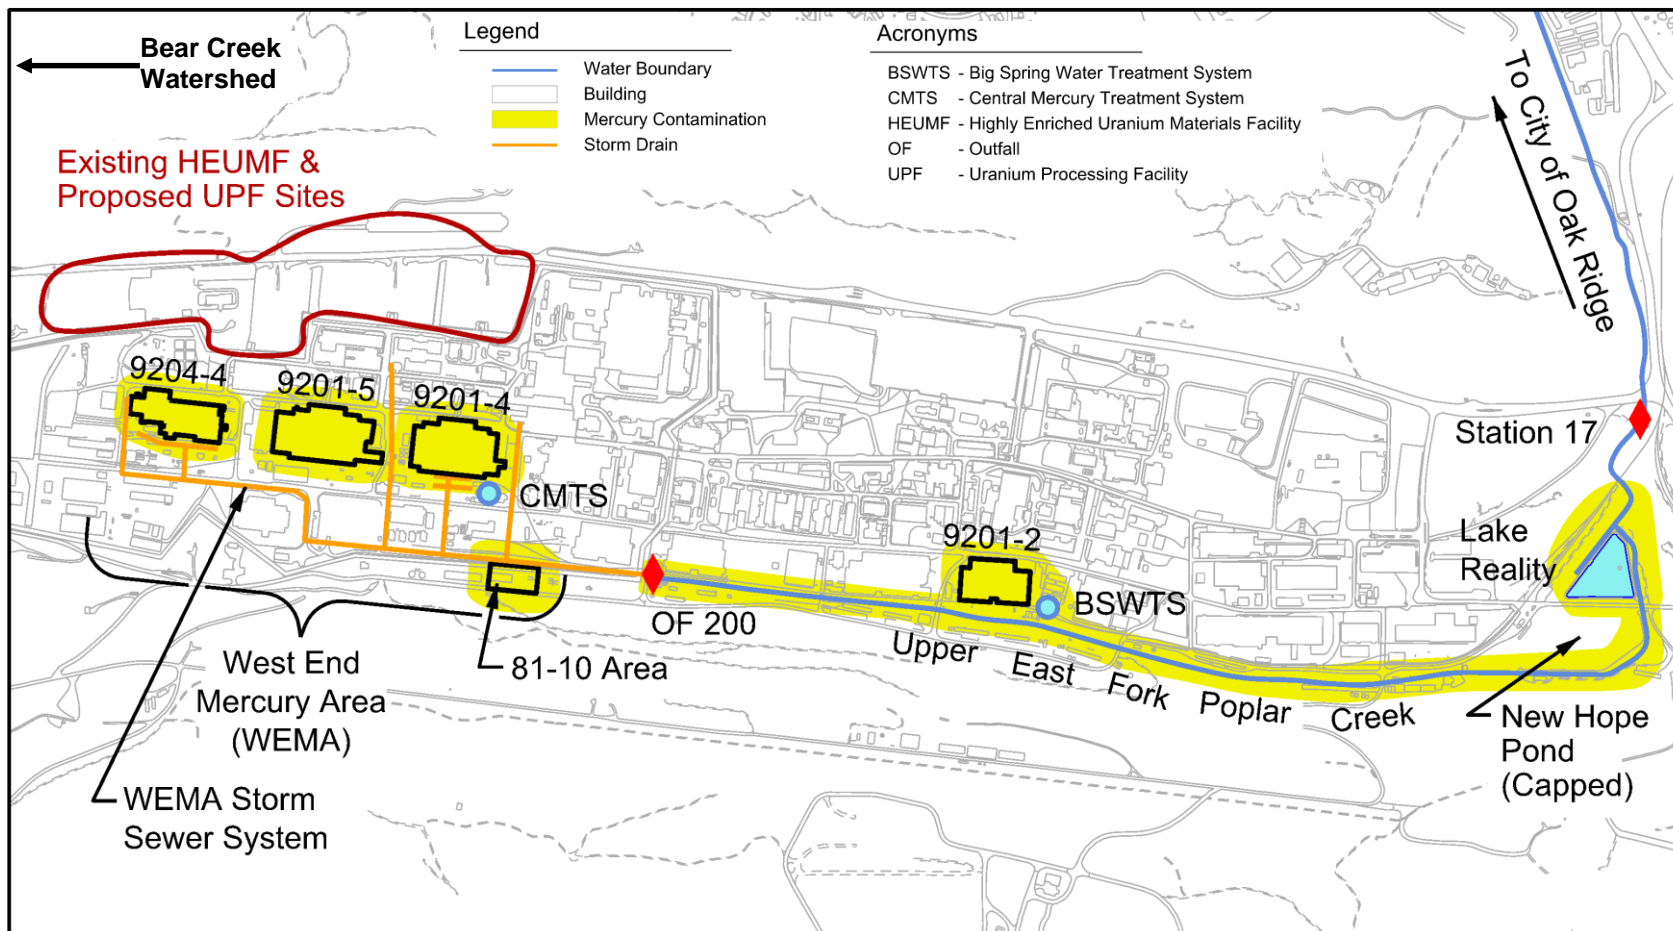 Bear Creek
Watershed
Legend
Water Boundary
Building
Mercury Contamination
Storm Drain
Acronyms
BSWTS - Big Spring Water Treatment System
CMTS - Central Mercury Treatment System
HEUMF - Highly Enriched Uranium Materials Facility
OF - Outfall
UPF - Uranium Processing Facility
To City of Oak Ridge
Existing HEUMF &
Proposed UPF Sites
9204-4
9201-5
9201-4
CMTS
Station 17
9201-2
BSWTS
Lake
Reality
OF 200
81-10 Area
Upper East Fork Poplar Creek
West End
Mercury Area
(WEMA)
New Hope
Pond
(Capped)
WEMA Storm
Sewer System